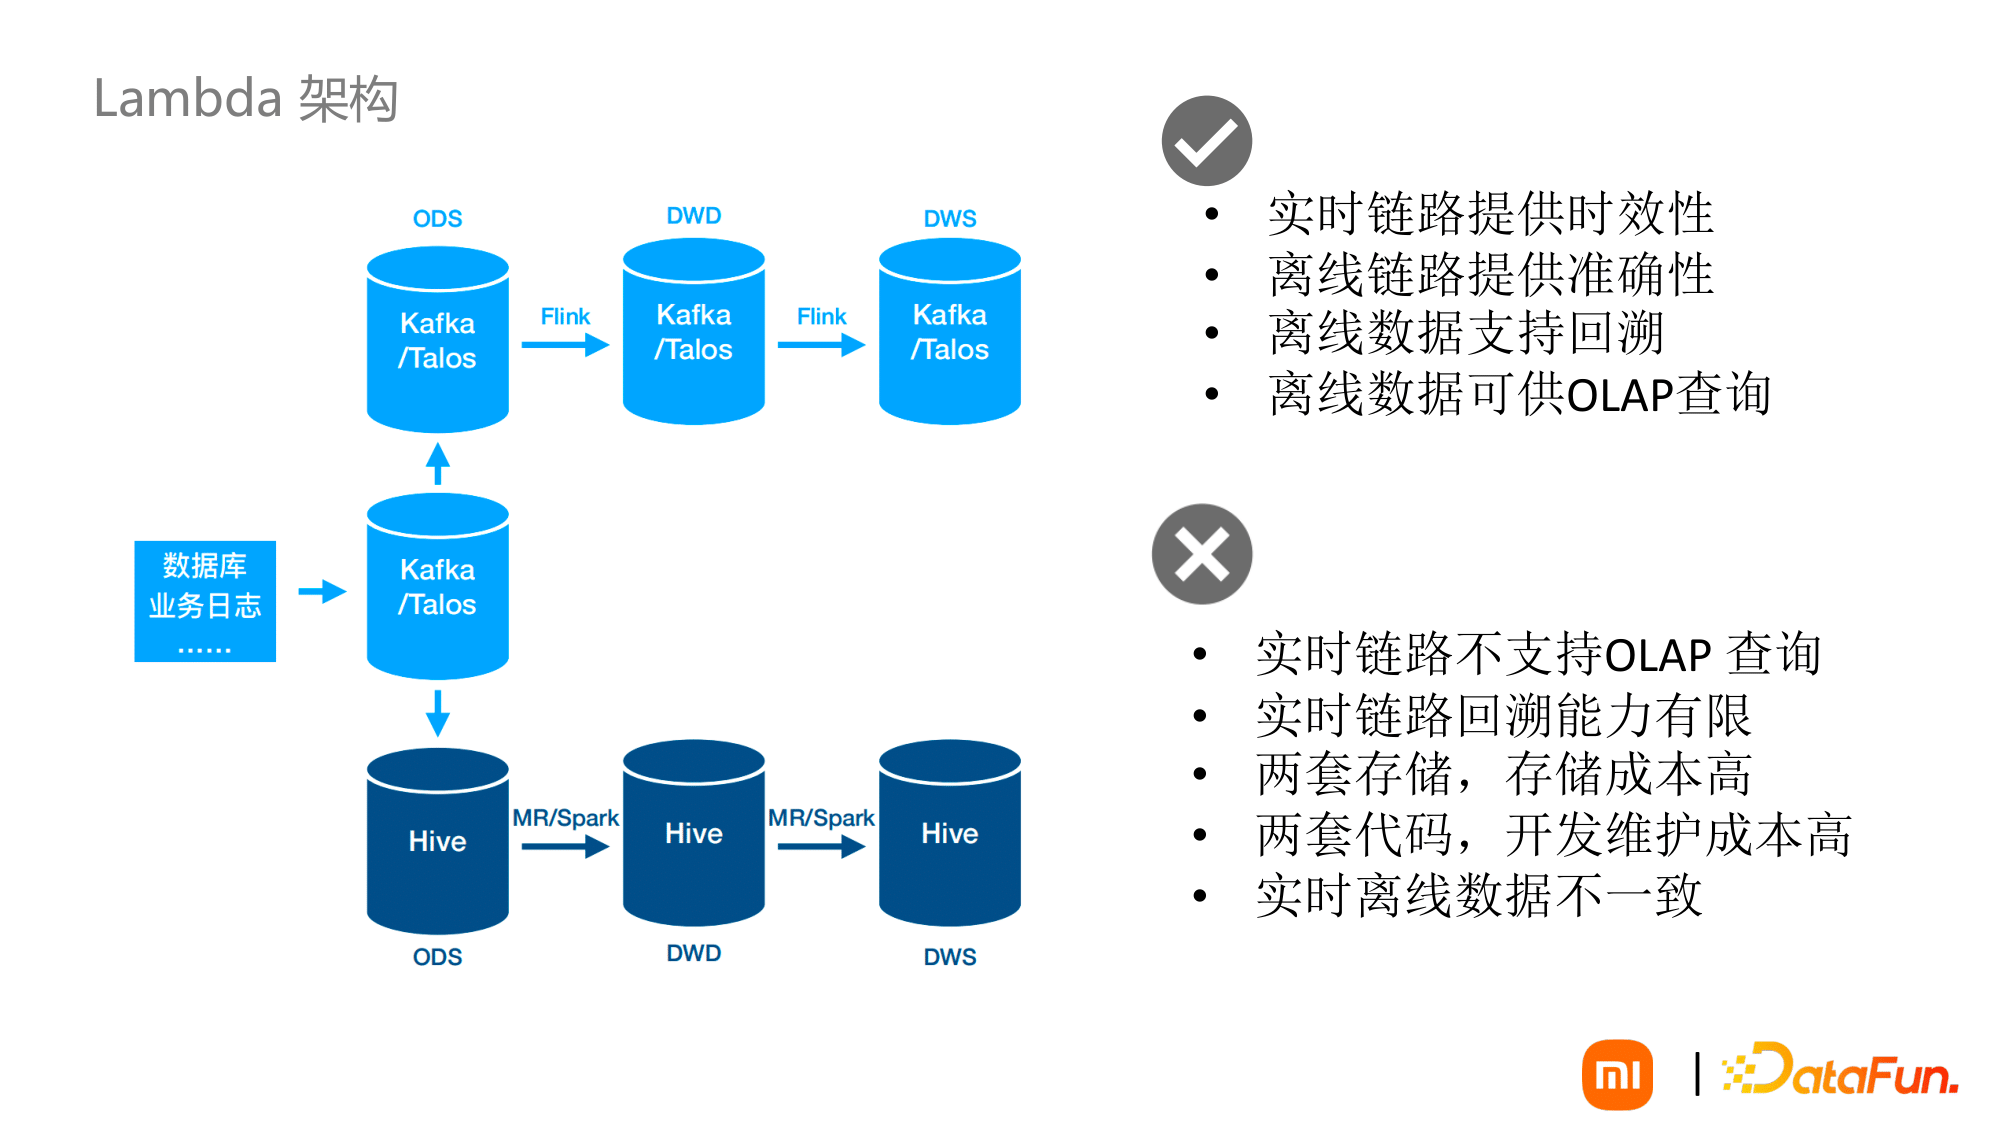 Lambda 架构
ODS
DWD
DWS
Kafka
/Talos
Flink
Kafka
/Talos
Flink
Kafka
/Talos
数据库
业务日志
......
Kafka
/Talos
Hive
MR/Spark
Hive
MR/Spark
Hive
ODS
DWD
DWS
• 实时链路提供时效性
• 离线链路提供准确性
• 离线数据支持回溯
• 离线数据可供OLAP查询
• 实时链路不支持OLAP 查询
• 实时链路回溯能力有限
• 两套存储，存储成本高
• 两套代码，开发维护成本高
• 实时离线数据不一致
mi | DataFun.